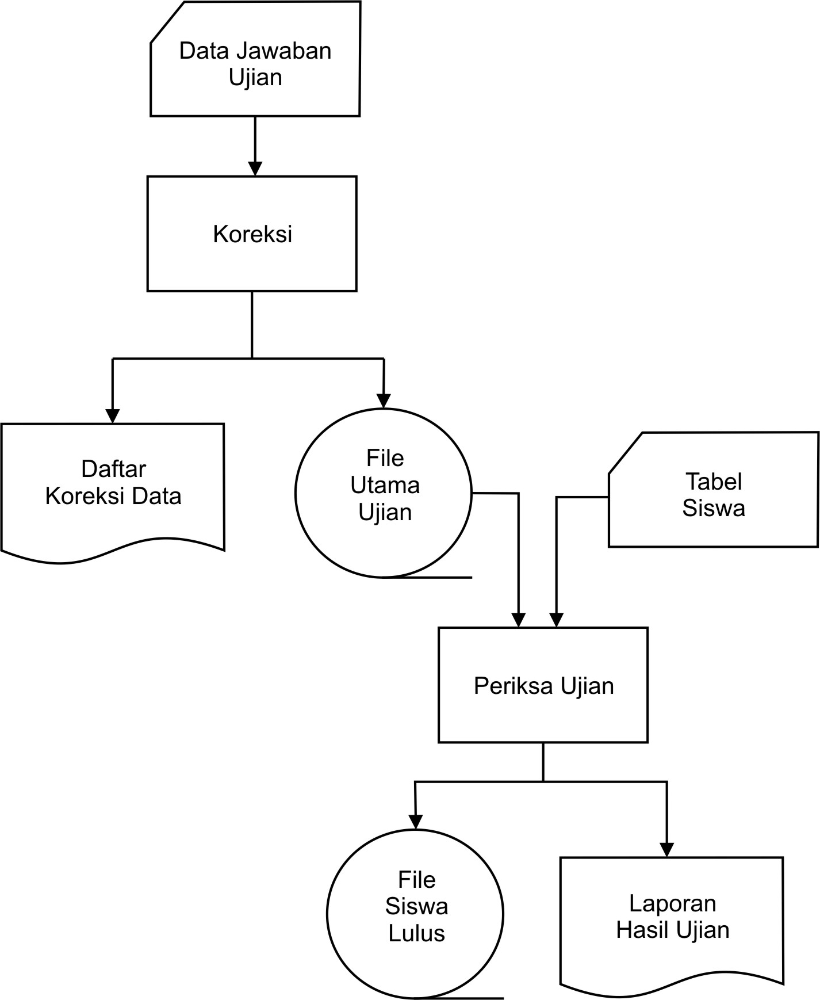 Data Jawaban
Ujian
Koreksi
Daftar
Koreksi Data
File
Utama
Ujian
Tabel
Siswa
Periksa Ujian
File
Siswa
Lulus
Laporan
Hasil Ujian